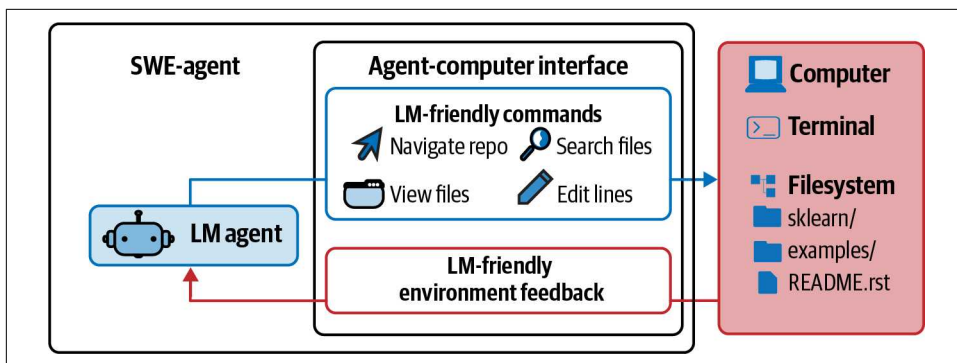 SWE-agent
Agent-computer interface
LM-friendly commands
Navigate repo
Search files
View files
Edit lines
LM agent
LM-friendly
environment feedback
Computer
>_ Terminal
Filesystem
sklearn/
examples/
README.rst